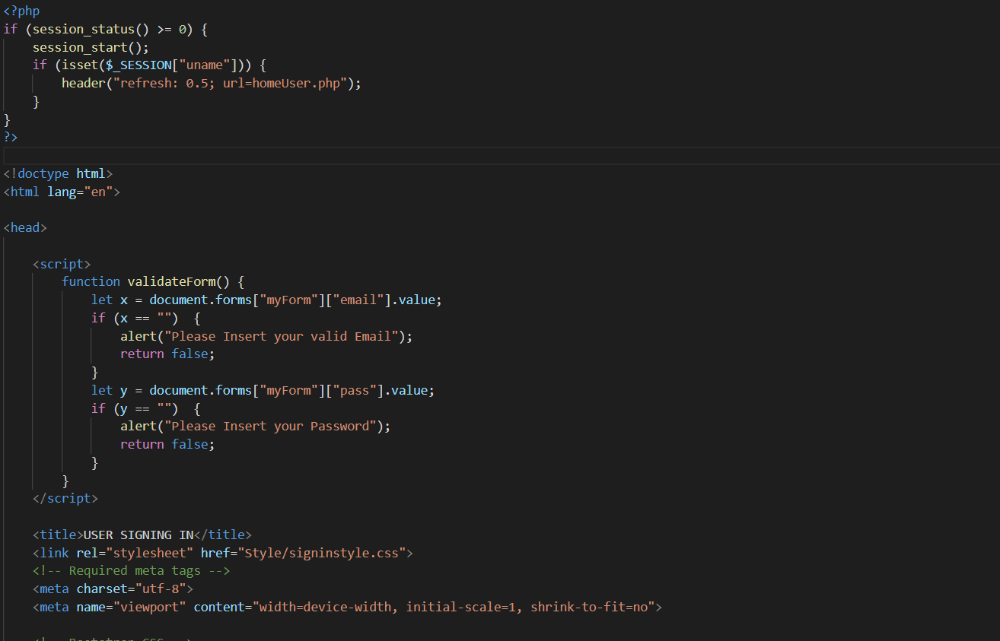 <?php
if (session_status() >= 0) {
    session_start();
    if (isset($_SESSION["uname"])) {
        header("refresh: 0.5; url=homeUser.php");
    }
}
?>

<!doctype html>
<html lang="en">

<head>

    <script>
        function validateForm() {
            let x = document.forms["myForm"]["email"].value;
            if (x == "")  {
                alert("Please Insert your valid Email");
                return false;
            }
            let y = document.forms["myForm"]["pass"].value;
            if (y == "")  {
                alert("Please Insert your Password");
                return false;
            }
        }
    </script>

    <title>USER SIGNING IN</title>
    <link rel="stylesheet" href="Style/signinstyle.css">
    <!-- Required meta tags -->
    <meta charset="utf-8">
    <meta name="viewport" content="width=device-width, initial-scale=1, shrink-to-fit=no">